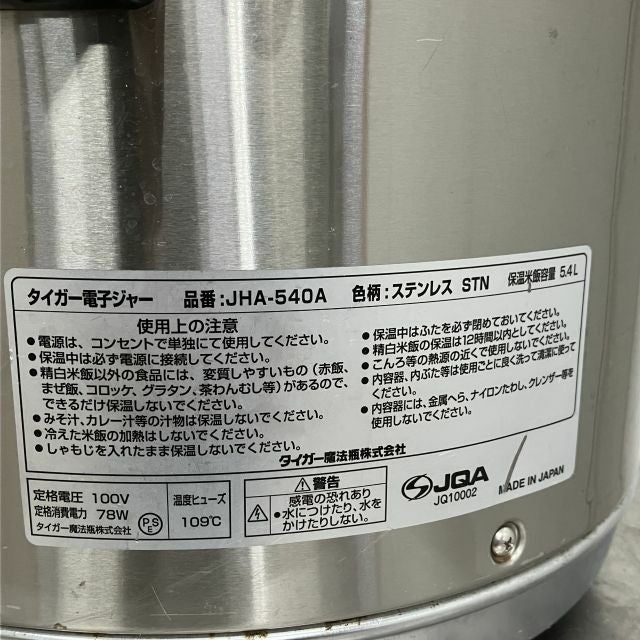 タイガー電子ジャー 品番:JHA-540A 色柄:ステンレス STN 保温米飯容量 5.4L
使用上の注意
●電源は、コンセントで単独にて使用してください。
●保温中は必ず電源に接続してください。
●精白米飯以外の食品には、変質しやすいもの(赤飯、
まぜ飯、コロッケ、グラタン、茶わんむし等)があるので、
できるだけ保温しないでください。
●みそ汁、カレー汁等の汁物は保温しないでください。
●冷えた米飯の加熱はしないでください。
●しゃもじを入れたまま保温しないでください。
●保温中はふたを必ず閉めておいてください。
●精白米飯の保温は12時間以内としてください。
●こんろ等の熱源の近くで使用しないでください。
●内容器、内ぶた等は使用ごとに良く洗って清潔に使って
ください。
●内容器には、金属へら、ナイロンたわし、クレンザー等を
使用しないでください。
タイガー魔法瓶株式会社
定格電圧 100V
定格消費電力 78W
タイガー魔法瓶株式会社
PSE
温度ヒューズ
109℃
警告
感電の恐れあり
●水につけたり、水を
かけたりしない。
JQA
JQ10002
MADE IN JAPAN